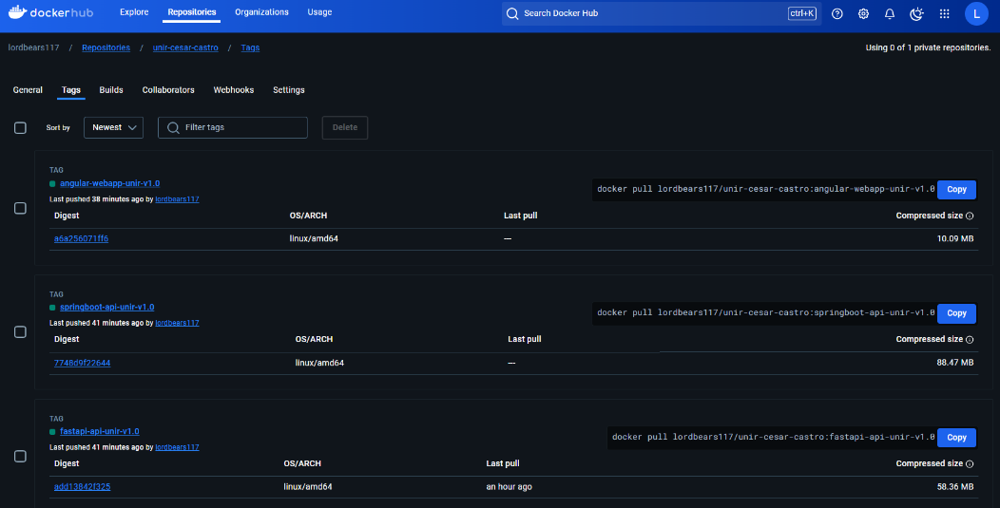 dockerhub Explore Repositories Organizations Usage Search Docker Hub ctrl+K L
lordbears117 / Repositories / unir-cesar-castro / Tags Using 0 of 1 private repositories.
General Tags Builds Collaborators Webhooks Settings
Sort by Newest Filter tags Delete
TAG
angular-webapp-unir-v1.0 docker pull lordbears117/unir-cesar-castro:angular-webapp-unir-v1.0 Copy
Last pushed 38 minutes ago by lordbears117
Digest OS/ARCH Last pull Compressed size
a6a256071ff6 linux/amd64 --- 10.09 MB
TAG
springboot-api-unir-v1.0 docker pull lordbears117/unir-cesar-castro:springboot-api-unir-v1.0 Copy
Last pushed 41 minutes ago by lordbears117
Digest OS/ARCH Last pull Compressed size
7748d9f22644 linux/amd64 --- 88.47 MB
TAG
fastapi-api-unir-v1.0 docker pull lordbears117/unir-cesar-castro:fastapi-api-unir-v1.0 Copy
Last pushed 41 minutes ago by lordbears117
Digest OS/ARCH Last pull Compressed size
add13842f325 linux/amd64 an hour ago 58.36 MB